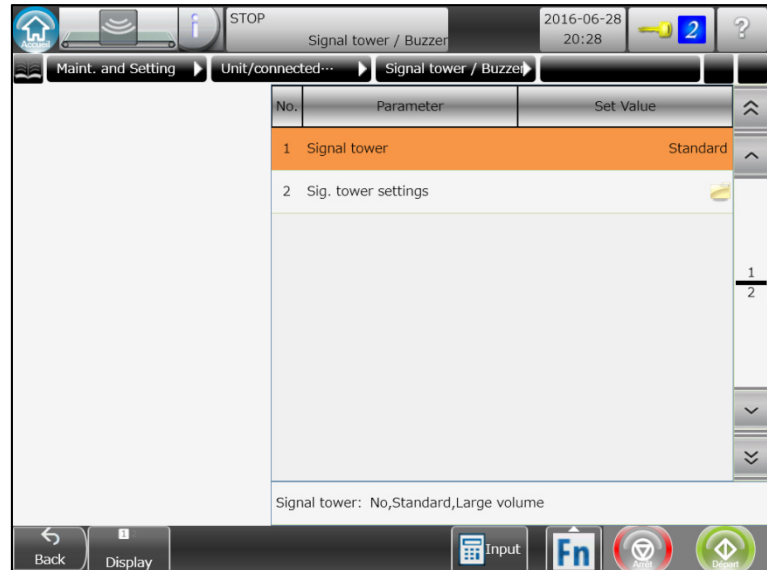 STOP
Signal tower / Buzzer
2016-06-28
20:28
2
?
Accueil
i
Maint. and Setting
Unit/connected…
Signal tower / Buzzer
No.
Parameter
Set Value
1 Signal tower Standard
2 Sig. tower settings
1
2
Signal tower: No,Standard,Large volume
Back
1
Display
Input
Fn
Arrêt
Départ